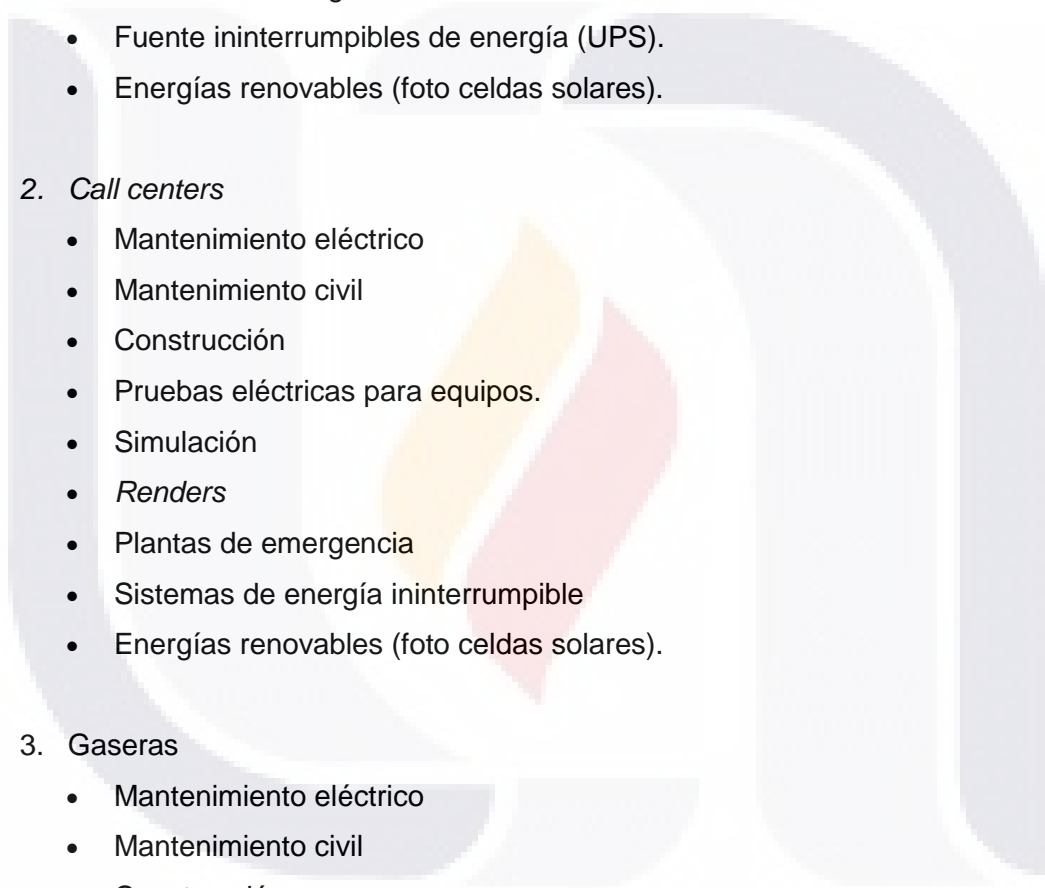 • Fuente ininterrumpibles de energía (UPS).
• Energías renovables (foto celdas solares).
2. Call centers
• Mantenimiento eléctrico
• Mantenimiento civil
• Construcción
• Pruebas eléctricas para equipos.
• Simulación
• Renders
• Plantas de emergencia
• Sistemas de energía ininterrumpible
• Energías renovables (foto celdas solares).
3. Gaseras
• Mantenimiento eléctrico
• Mantenimiento civil